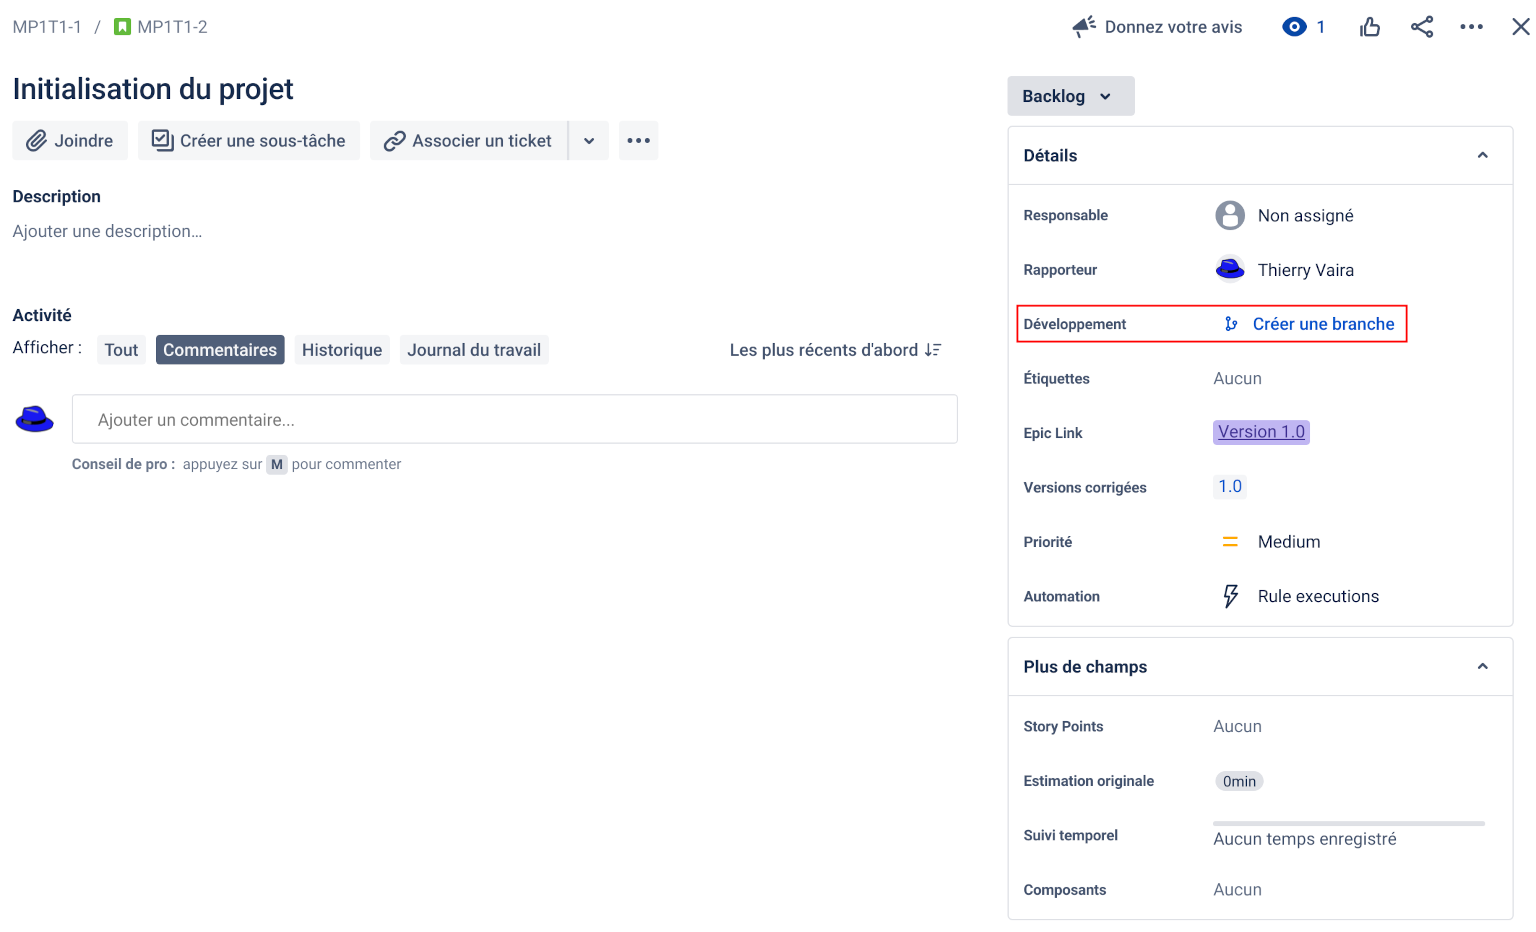 MP1T1-1 / MP1T1-2
Donnez votre avis
1
Initialisation du projet
Joindre
Créer une sous-tâche
Associer un ticket
Description
Ajouter une description…
Activité
Afficher :
Tout
Commentaires
Historique
Journal du travail
Les plus récents d'abord
Ajouter un commentaire...
Conseil de pro : appuyez sur M pour commenter
Backlog
Détails
Responsable
Non assigné
Rapporteur
Thierry Vaira
Développement
Créer une branche
Étiquettes
Aucun
Epic Link
Version 1.0
Versions corrigées
1.0
Priorité
Medium
Automation
Rule executions
Plus de champs
Story Points
Aucun
Estimation originale
0min
Suivi temporel
Aucun temps enregistré
Composants
Aucun